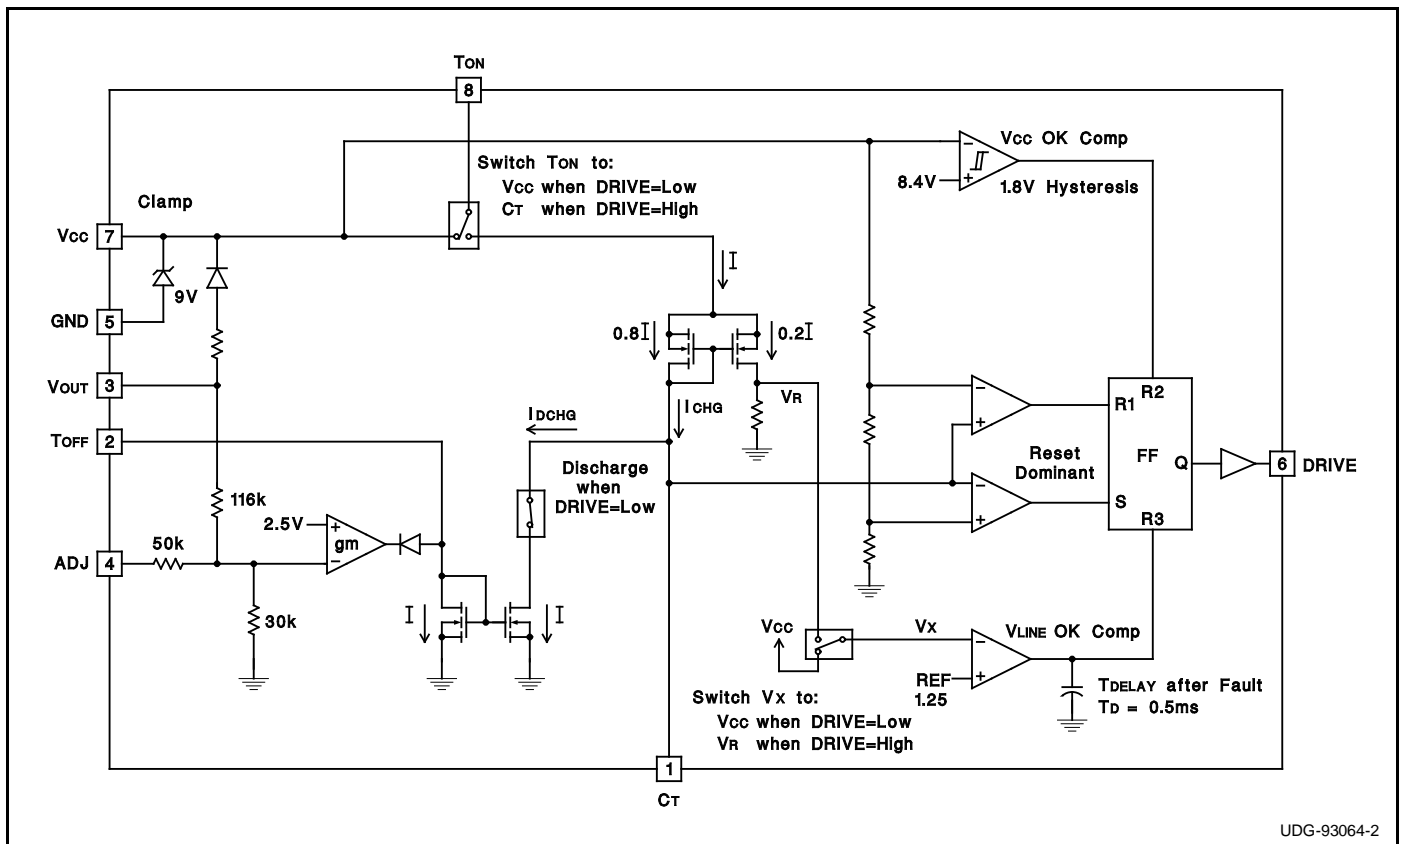 TON
8
Switch TON to:
VCC when DRIVE=Low
CT when DRIVE=High
VCC OK Comp
8.4V
1.8V Hysteresis
Clamp
VCC 7
9V
GND 5
I
0.8I
0.2I
VOUT 3
VR
ICHG
IDCHG
TOFF 2
R1
R2
FF
Q
S
R3
Reset
Dominant
6 DRIVE
Discharge
when
DRIVE=Low
116k
2.5V
gm
50k
ADJ 4
30k
I
I
VCC
VX
VLINE OK Comp
REF
1.25
Switch VX to:
VCC when DRIVE=Low
VR when DRIVE=High
TDELAY after Fault
TD = 0.5ms
1
CT
UDG-93064-2